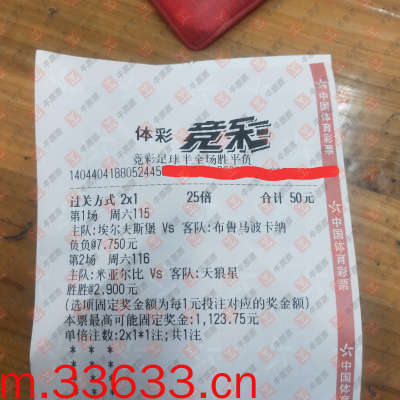 体彩 竞彩
竞彩足球半全场胜平负
14044041880524450
过关方式 2x1 25倍 合计 50元
第1场 周六115
主队:埃尔夫斯堡 Vs 客队:布鲁马波卡纳
负负@7.750元
第2场 周六116
主队:米亚尔比 Vs 客队:天狼星
胜胜@2.900元
(选项固定奖金额为每1元投注对应的奖金额)
本票最高可能固定奖金:1,123.75元
单倍注数:2x1*1注;共1注
* * *
* * *
中国体育彩票
中国体育彩票
m.33633.cn